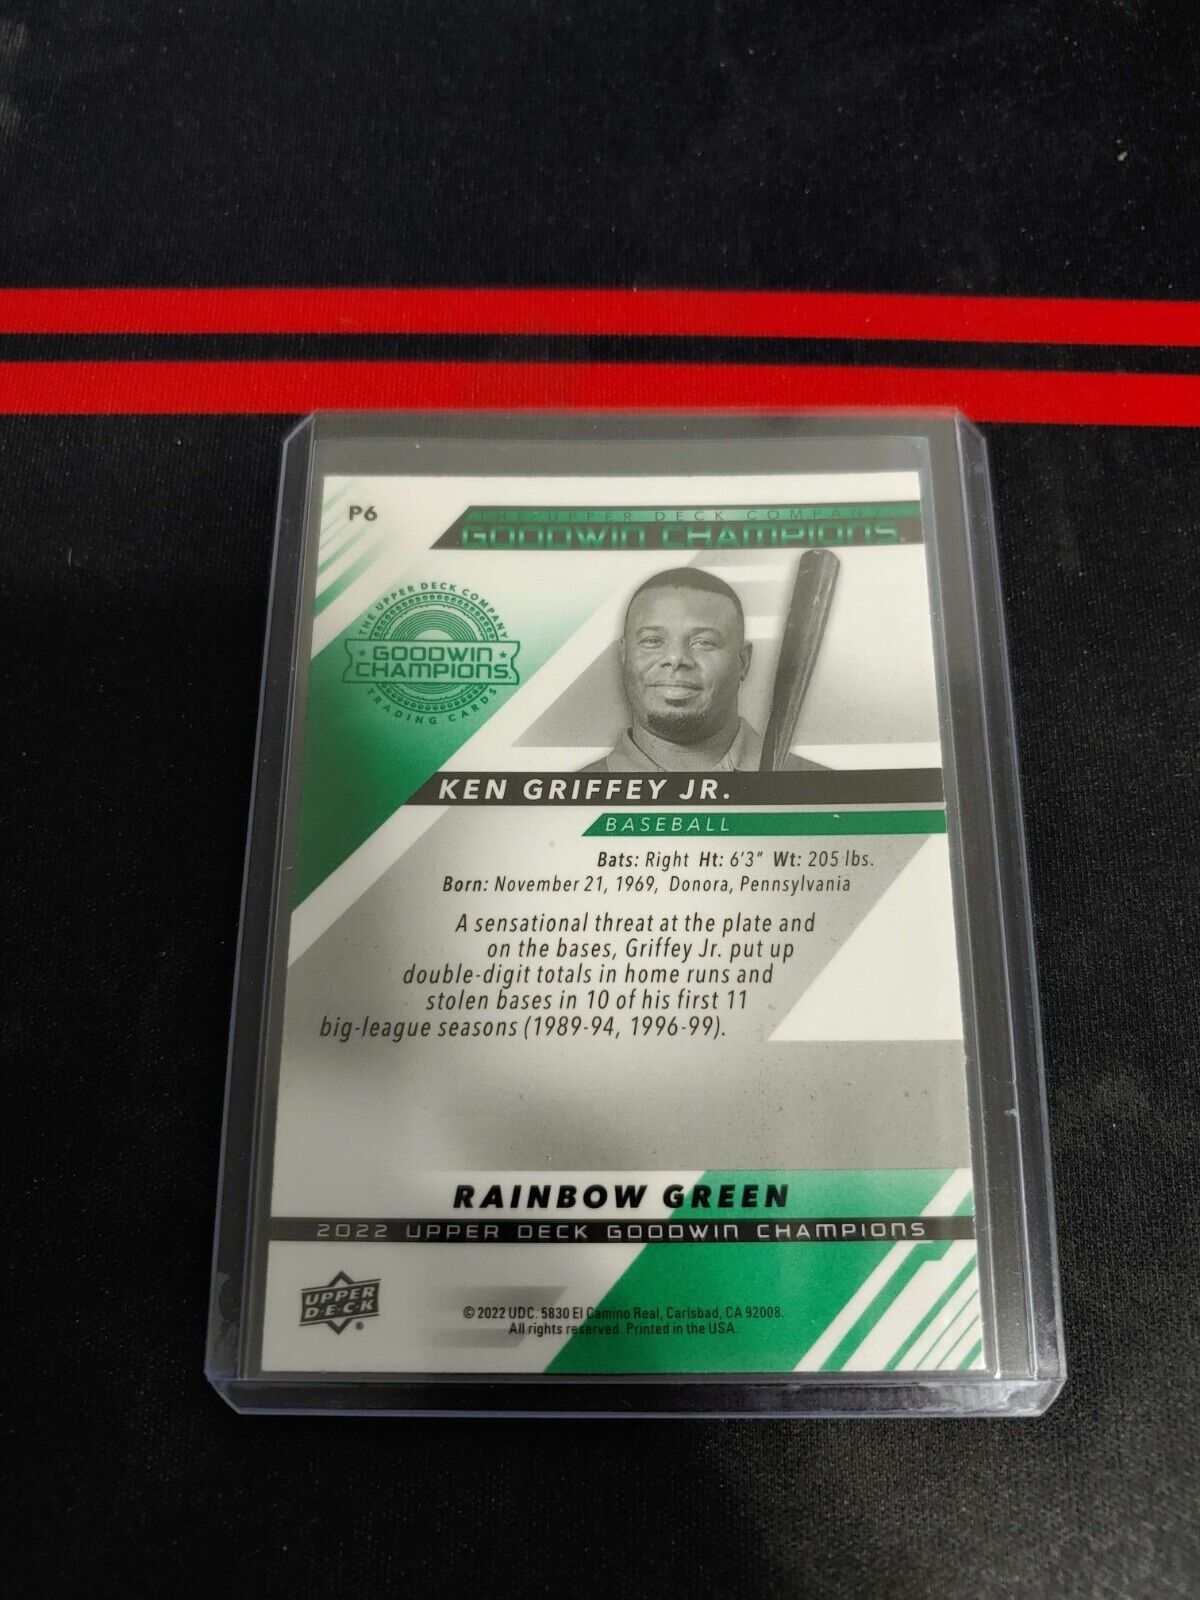 P6
THE UPPER DECK COMPANY
GOODWIN CHAMPIONS®
THE UPPER DECK COMPANY
GOODWIN
CHAMPIONS
TRADING CARDS
KEN GRIFFEY JR.
BASEBALL
Bats: Right Ht: 6'3" Wt: 205 lbs.
Born: November 21, 1969, Donora, Pennsylvania
A sensational threat at the plate and
on the bases, Griffey Jr. put up
double-digit totals in home runs and
stolen bases in 10 of his first 11
big-league seasons (1989-94, 1996-99).
RAINBOW GREEN
2022 UPPER DECK GOODWIN CHAMPIONS
UPPER
D·E·C·K
®
© 2022 UDC. 5830 El Camino Real, Carlsbad, CA 92008.
All rights reserved. Printed in the USA.